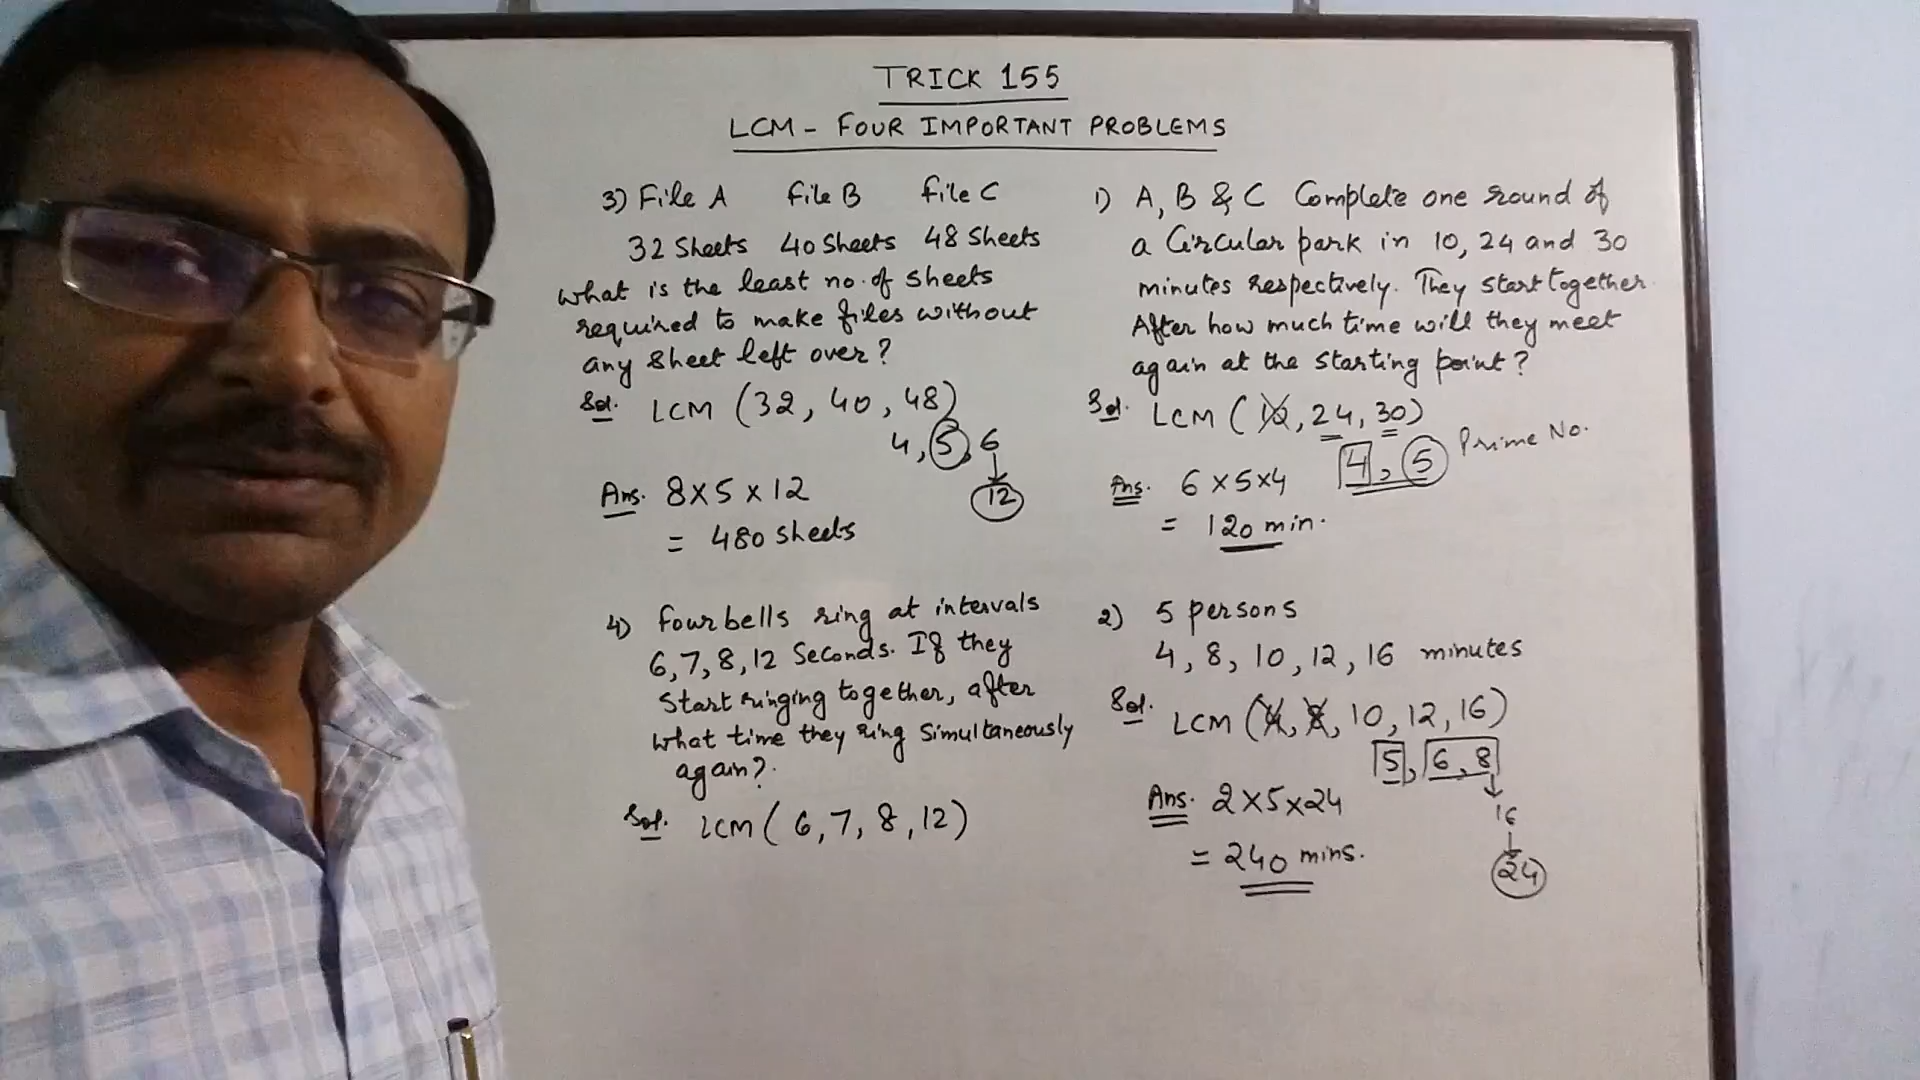 TRICK 155
LCM - FOUR IMPORTANT PROBLEMS
3) File A File B File C
32 Sheets 40 Sheets 48 Sheets
What is the least no. of sheets
required to make files without
any sheet left over?
Sol. LCM (32, 40, 48)
4, 5, 6
12
Ans. 8 x 5 x 12
= 480 sheets
4) four bells ring at intervals
6, 7, 8, 12 Seconds. If they
Start ringing together, after
what time they ring simultaneously
again?
Sol. LCM ( 6, 7, 8, 12)
1) A, B & C Complete one round of
a Circular park in 10, 24 and 30
minutes respectively. They start together.
After how much time will they meet
again at the starting point?
Sol. LCM ( 10, 24, 30)
4, 5 Prime No.
Ans. 6 x 5 x 4
= 120 min.
2) 5 persons
4, 8, 10, 12, 16 minutes
Sol. LCM (4, 8, 10, 12, 16)
5, 6, 8
16
24
Ans. 2 x 5 x 24
= 240 mins.